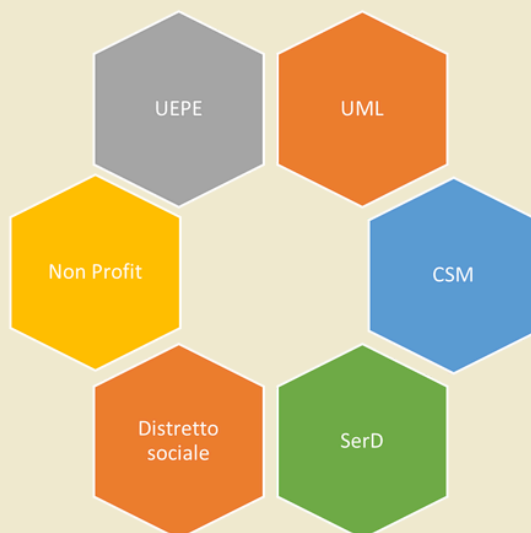 UEPE
UML
Non Profit
CSM
Distretto
sociale
SerD